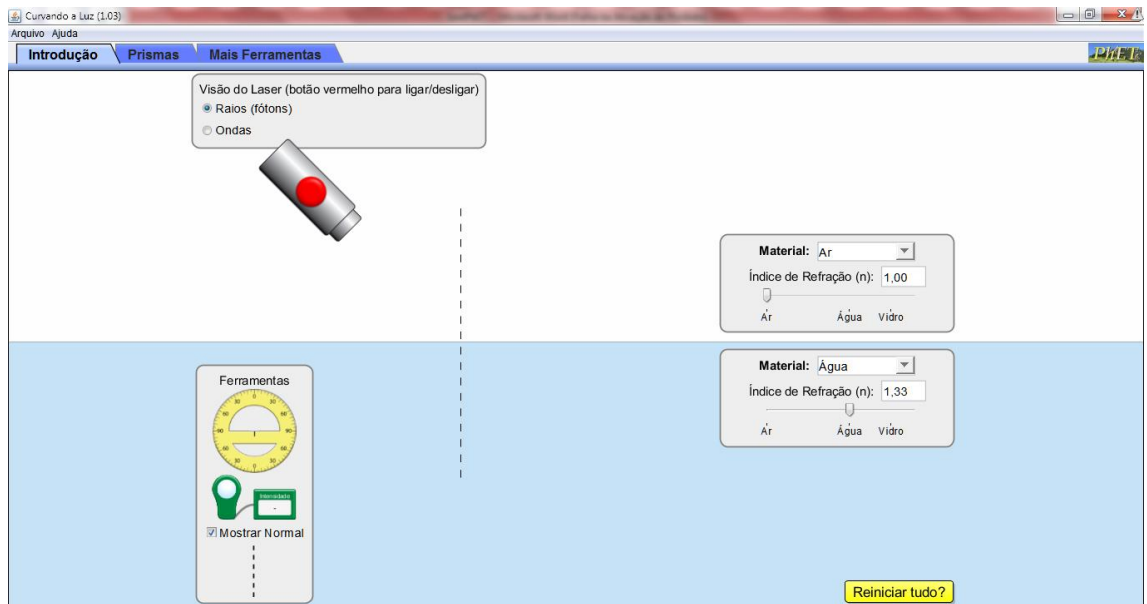 Curvando a Luz (1.03)
Arquivo Ajuda
Introdução Prismas Mais Ferramentas
PhET
Visão do Laser (botão vermelho para ligar/desligar)
Raios (fótons)
Ondas
Material: Ar
Índice de Refração (n): 1,00
Ar Água Vidro
Material: Água
Índice de Refração (n): 1,33
Ar Água Vidro
Ferramentas
Intensidade
-
Mostrar Normal
Reiniciar tudo?